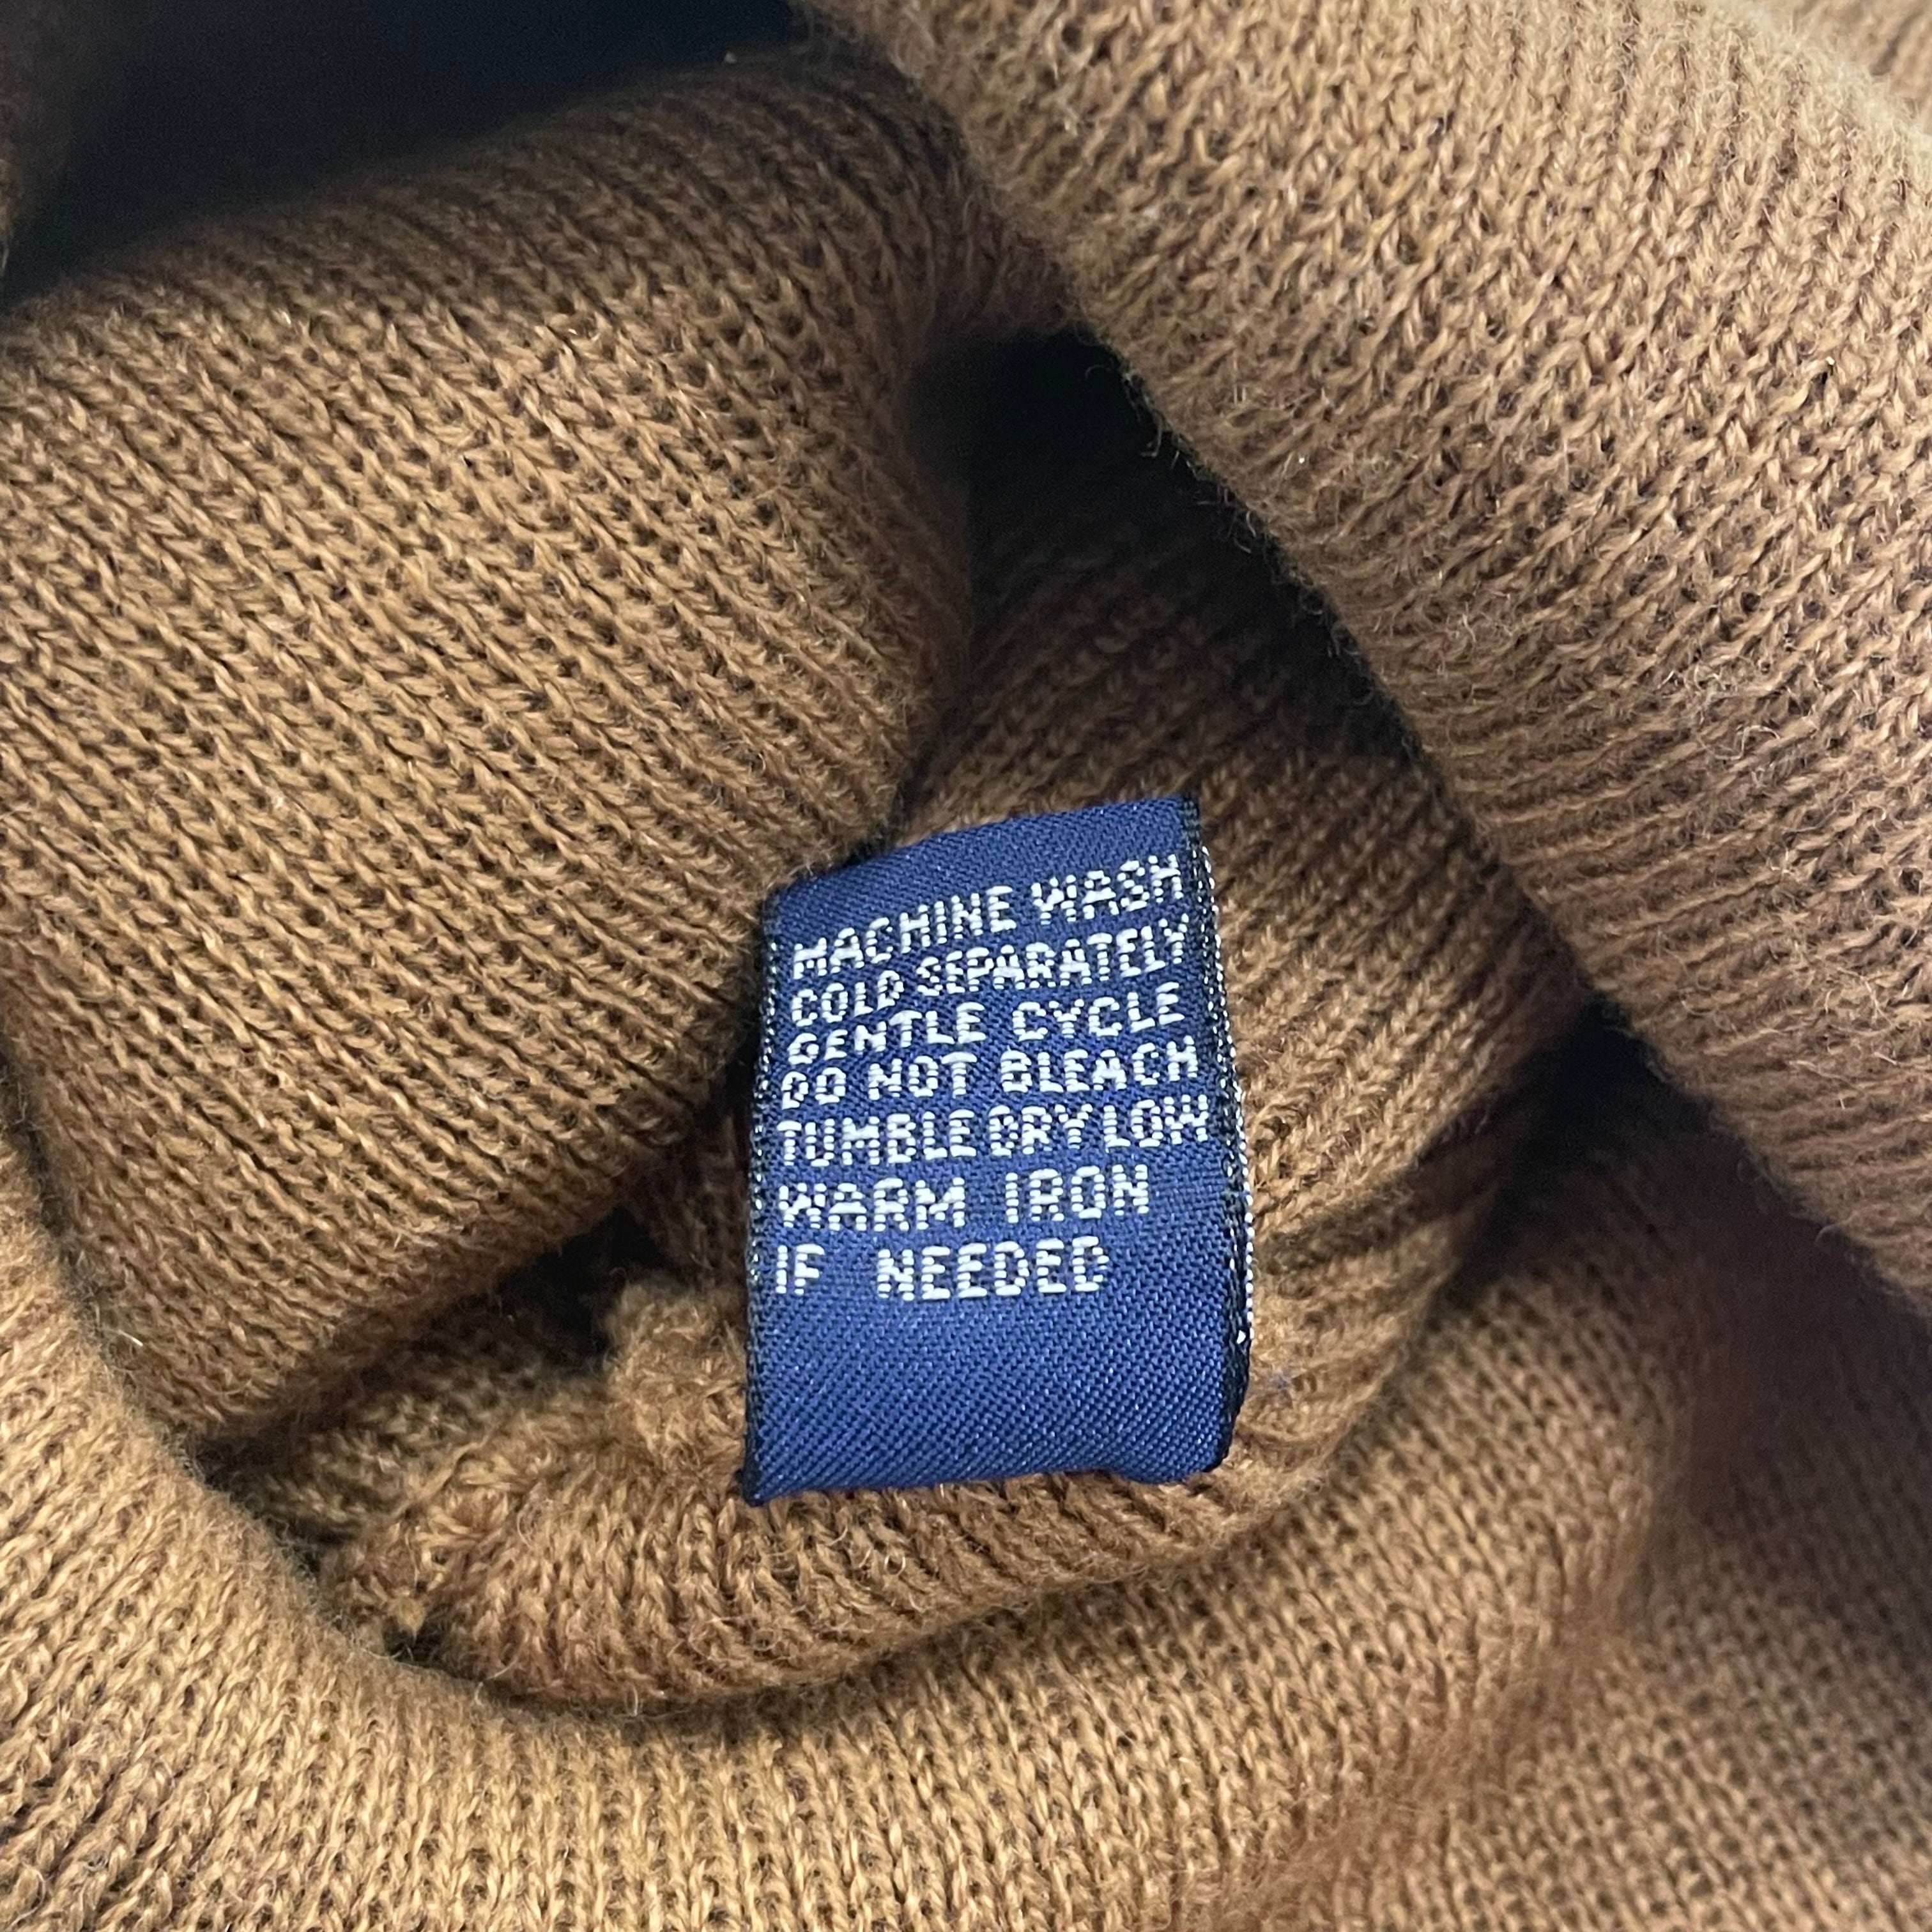 MACHINE WASH
COLD SEPARATELY
GENTLE CYCLE
DO NOT BLEACH
TUMBLE DRY LOW
WARM IRON
IF NEEDED